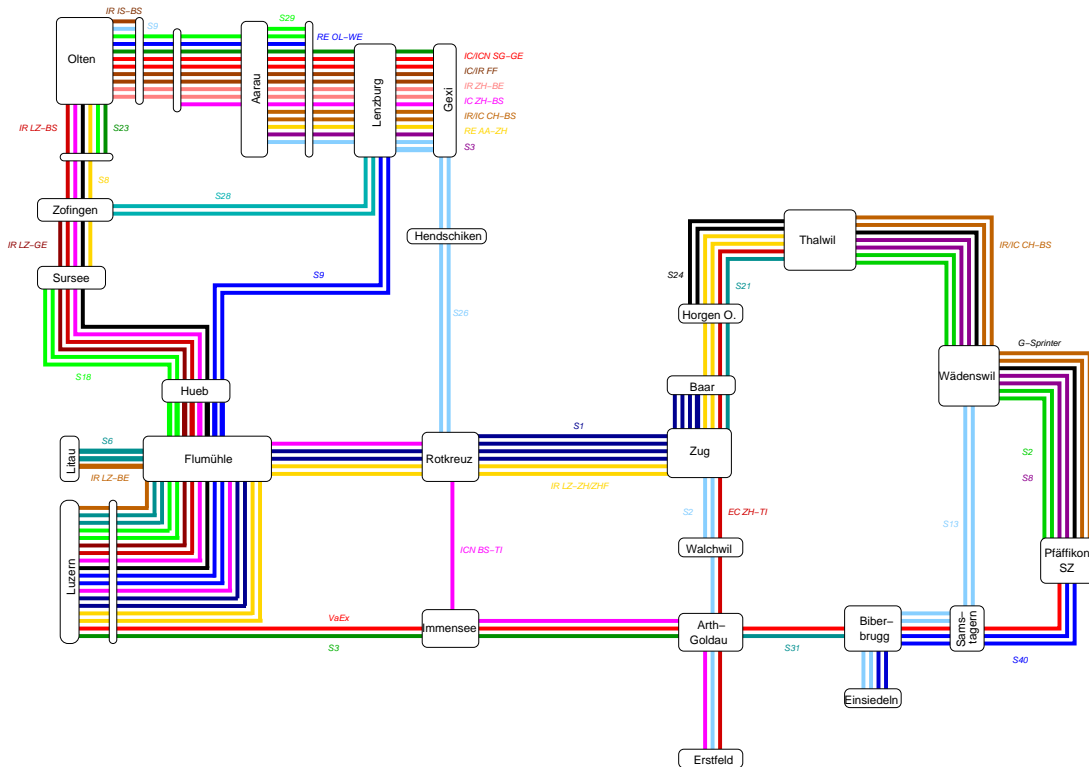 IR IS–BS
S9
S29
RE OL–WE
Olten
Aarau
Lenzburg
Gexi
IC/ICN SG–GE
IC/IR FF
IR ZH–BE
IC ZH–BS
IR/IC CH–BS
RE AA–ZH
S3
IR LZ–BS
S23
S8
S28
Zofingen
Hendschiken
Thalwil
IR LZ–GE
IR/IC CH–BS
Sursee
S9
S24
S21
S26
Horgen O.
G–Sprinter
S18
Hueb
Baar
Wädenswil
S6
S1
Litau
Flumühle
Rotkreuz
Zug
S2
IR LZ–BE
IR LZ–ZH/ZHF
S8
S2
EC ZH–TI
S13
Luzern
ICN BS–TI
Walchwil
Pfäffikon
SZ
VaEx
Immensee
Arth–
Goldau
Biber–
brugg
Sams–
tagern
S3
S31
S40
Einsiedeln
Erstfeld